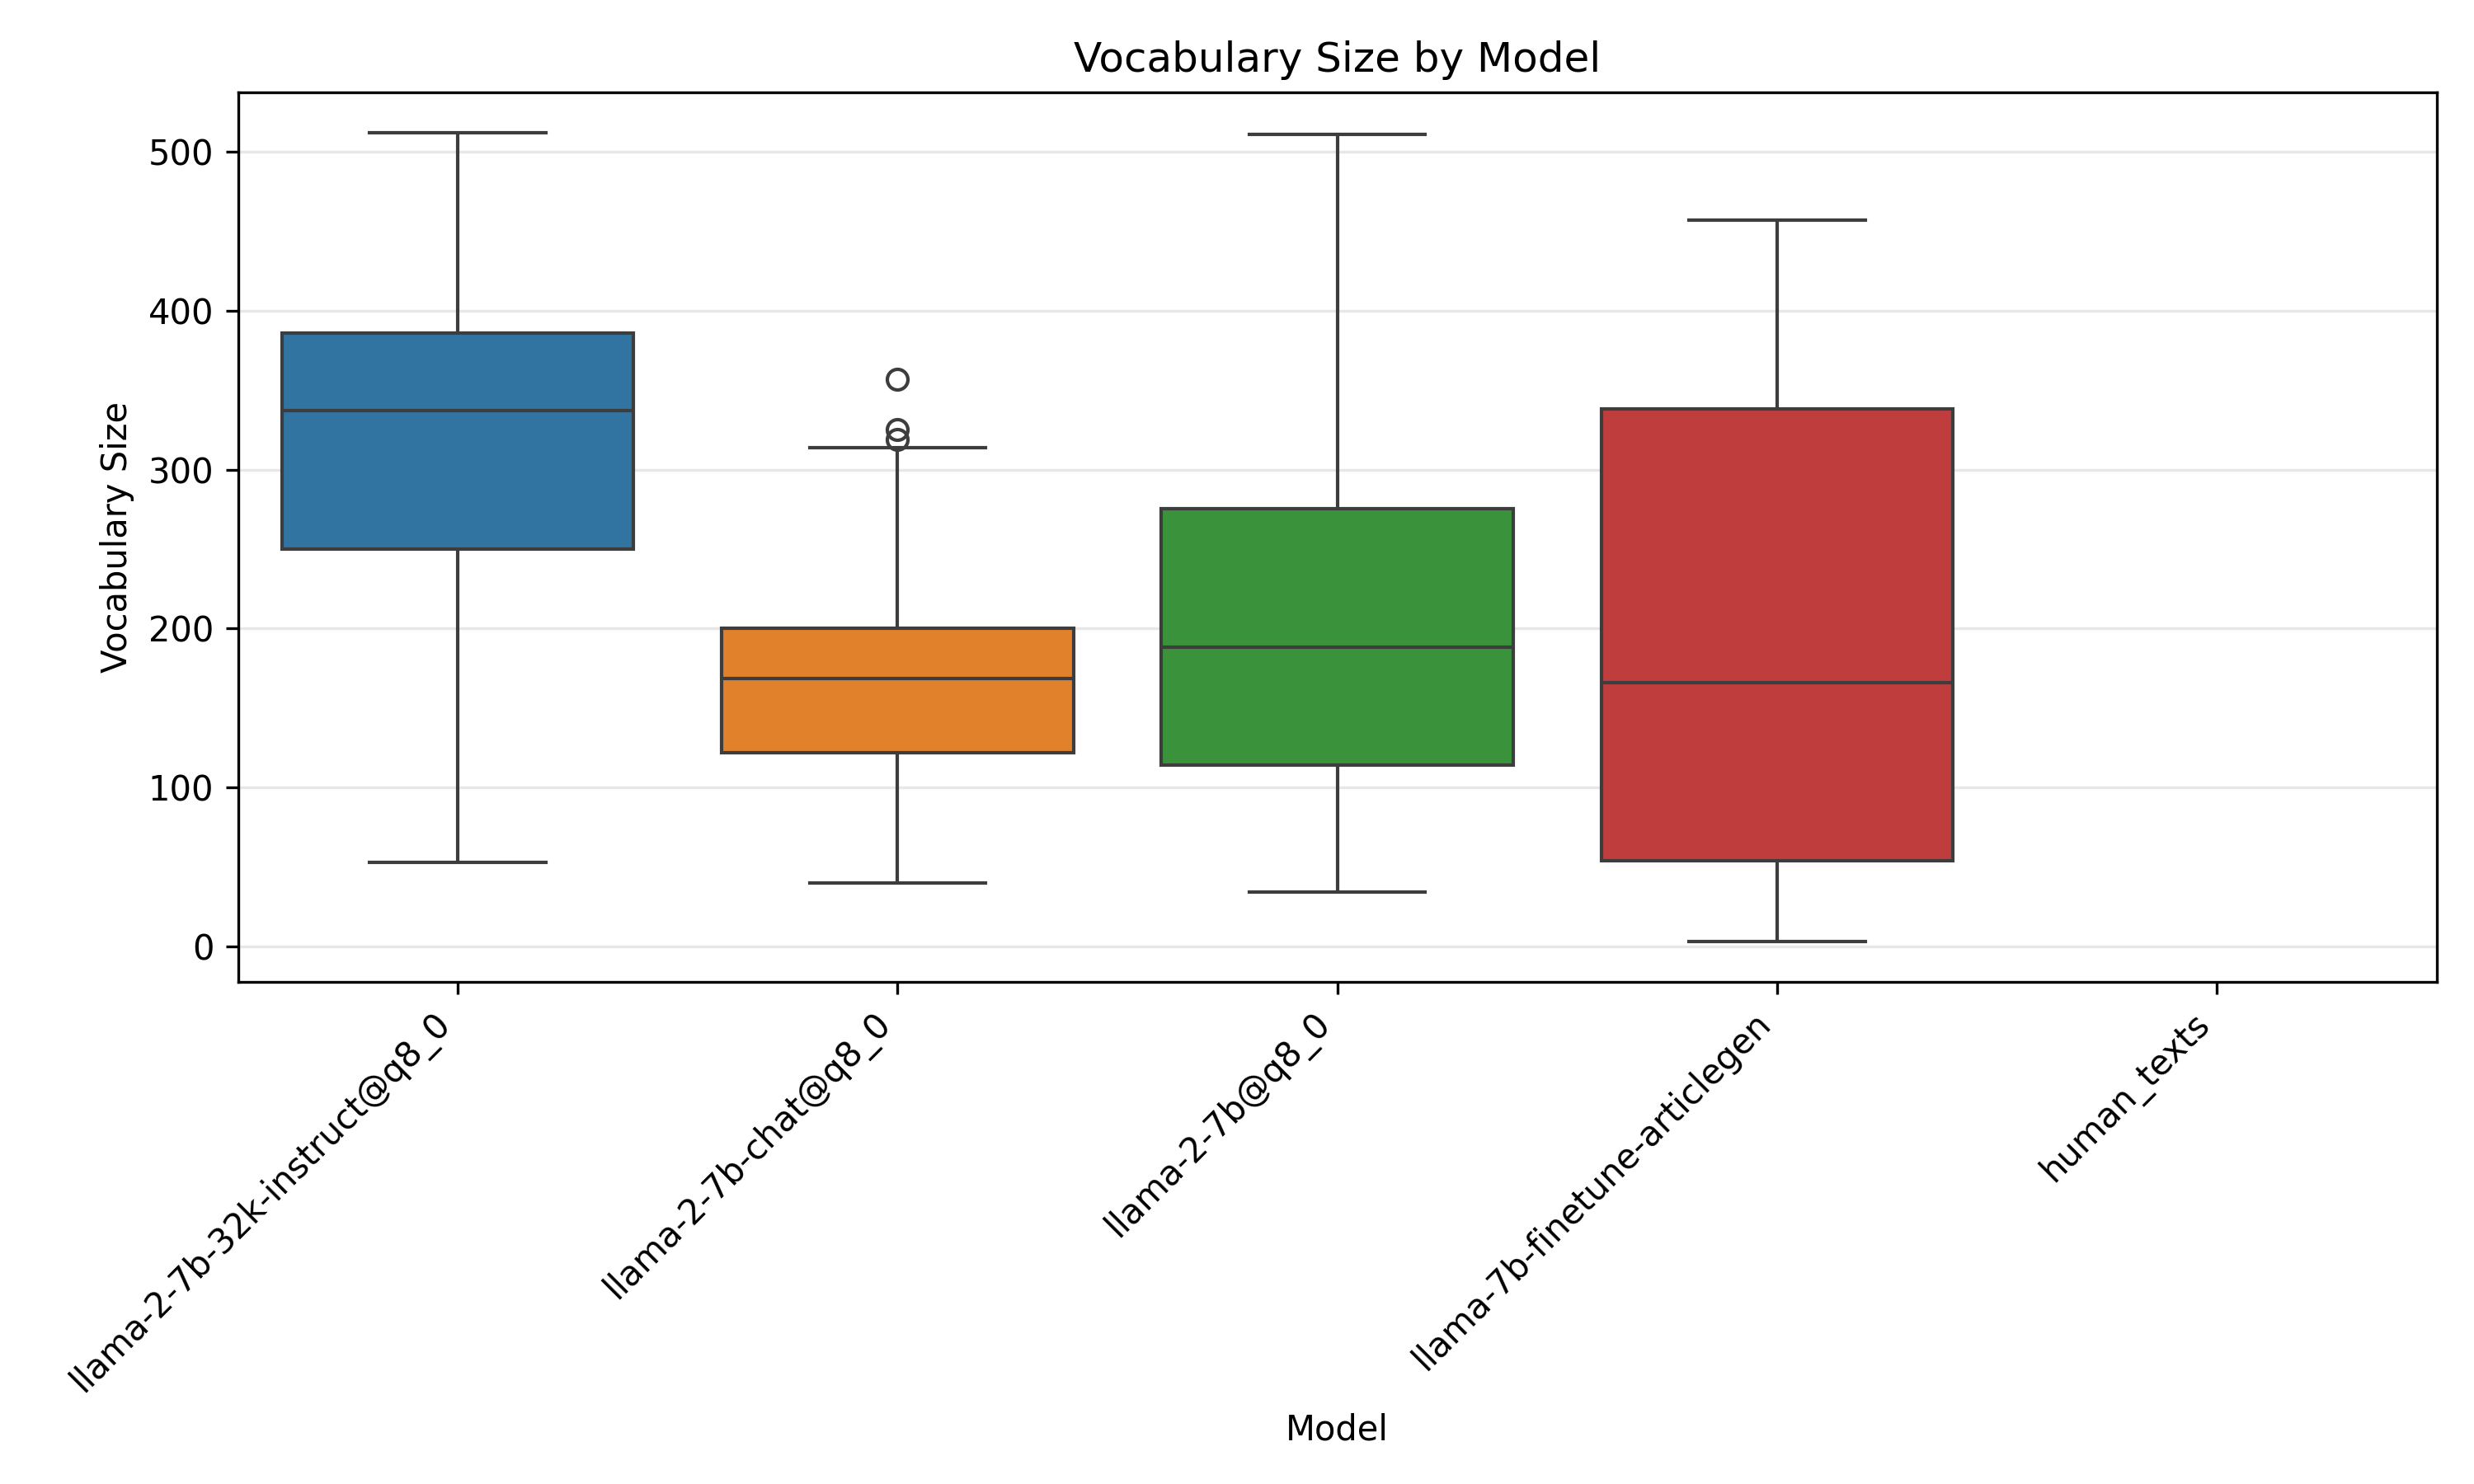 Vocabulary Size by Model
Vocabulary Size
500
400
300
200
100
0
llama-2-7b-32k-instruct@q8_0
llama-2-7b-chat@q8_0
llama-2-7b@q8_0
llama-7b-finetune-articlegen
human_texts
Model